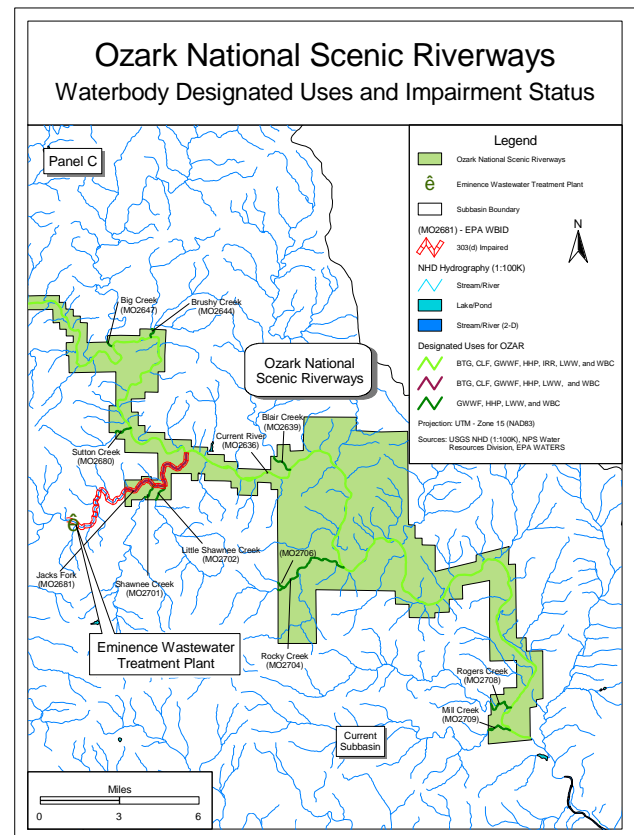 Ozark National Scenic Riverways
Waterbody Designated Uses and Impairment Status
Panel C
Legend
Ozark National Scenic Riverways
ê
Eminence Wastewater Treatment Plant
Subbasin Boundary
(MO2681) - EPA WBID
303(d) Impaired
NHD Hydrography (1:100K)
Stream/River
Lake/Pond
Stream/River (2-D)
Designated Uses for OZAR
BTG, CLF, GWWF, HHP, IRR, LWW, and WBC
BTG, CLF, GWWF, HHP, LWW, and WBC
GWWF, HHP, LWW, and WBC
Projection: UTM - Zone 15 (NAD83)
Sources: USGS NHD (1:100K), NPS Water
Resources Division, EPA WATERS
N
Big Creek
(MO2647)
Brushy Creek
(MO2644)
Ozark National
Scenic Riverways
Blair Creek
(MO2639)
Current River
(MO2636)
Sutton Creek
(MO2680)
ê
Little Shawnee Creek
(MO2702)
(MO2706)
Jacks Fork
(MO2681)
Shawnee Creek
(MO2701)
Eminence Wastewater
Treatment Plant
Rocky Creek
(MO2704)
Rogers Creek
(MO2708)
Mill Creek
(MO2709)
Current
Subbasin
Miles
0 3 6